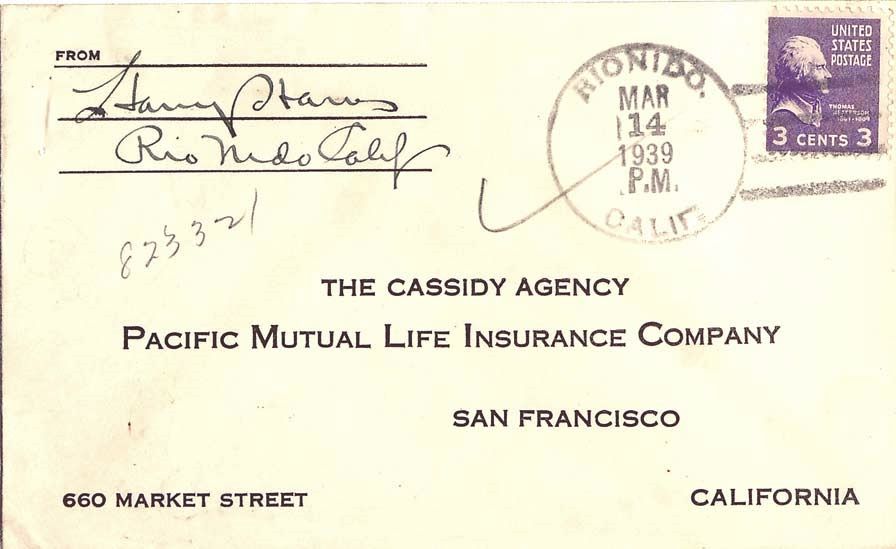 FROM
Harry Harris
Rio Nido Calif
823321
RIONIDO.
MAR
14
1939
P.M.
CALIF.
UNITED
STATES
POSTAGE
THOMAS
JEFFERSON
3 CENTS 3
THE CASSIDY AGENCY
PACIFIC MUTUAL LIFE INSURANCE COMPANY
SAN FRANCISCO
660 MARKET STREET
CALIFORNIA